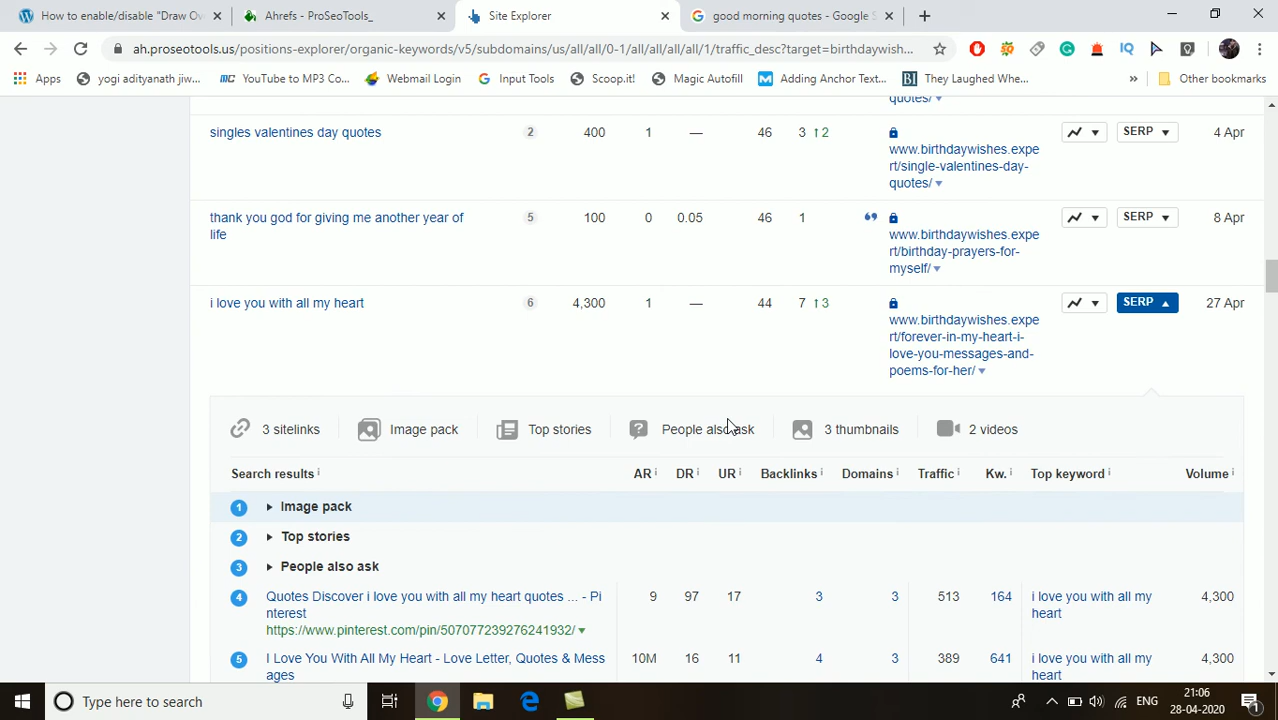 How to enable/disable "Draw Ov
Ahrefs - ProSeoTools_
Site Explorer
good morning quotes - Google S
ah.proseotools.us/positions-explorer/organic-keywords/v5/subdomains/us/all/all/0-1/all/all/all/all/1/traffic_desc?target=birthdaywish...
Apps
yogi adityanath jiw...
YouTube to MP3 Co...
Webmail Login
Input Tools
Scoop.it!
Magic Autofill
Adding Anchor Text...
They Laughed Whe...
»
Other bookmarks
quotes/
singles valentines day quotes 2 400 1 — 46 3 ↑2
www.birthdaywishes.expe
rt/single-valentines-day-
quotes/
SERP 4 Apr
thank you god for giving me another year of
life
5 100 0 0.05 46 1
www.birthdaywishes.expe
rt/birthday-prayers-for-
myself/
SERP 8 Apr
i love you with all my heart 6 4,300 1 — 44 7 ↑3
www.birthdaywishes.expe
rt/forever-in-my-heart-i-
love-you-messages-and-
poems-for-her/
SERP 27 Apr
3 sitelinks Image pack Top stories People also ask 3 thumbnails 2 videos
Search results AR DR UR Backlinks Domains Traffic Kw. Top keyword Volume
1 Image pack
2 Top stories
3 People also ask
4 Quotes Discover i love you with all my heart quotes ... - Pi
nterest
https://www.pinterest.com/pin/507077239276241932/
9 97 17 3 3 513 164 i love you with all my
heart
4,300
5 I Love You With All My Heart - Love Letter, Quotes & Mess
ages
10M 16 11 4 3 389 641 i love you with all my
heart
4,300
Type here to search
ENG
21:06
28-04-2020
1